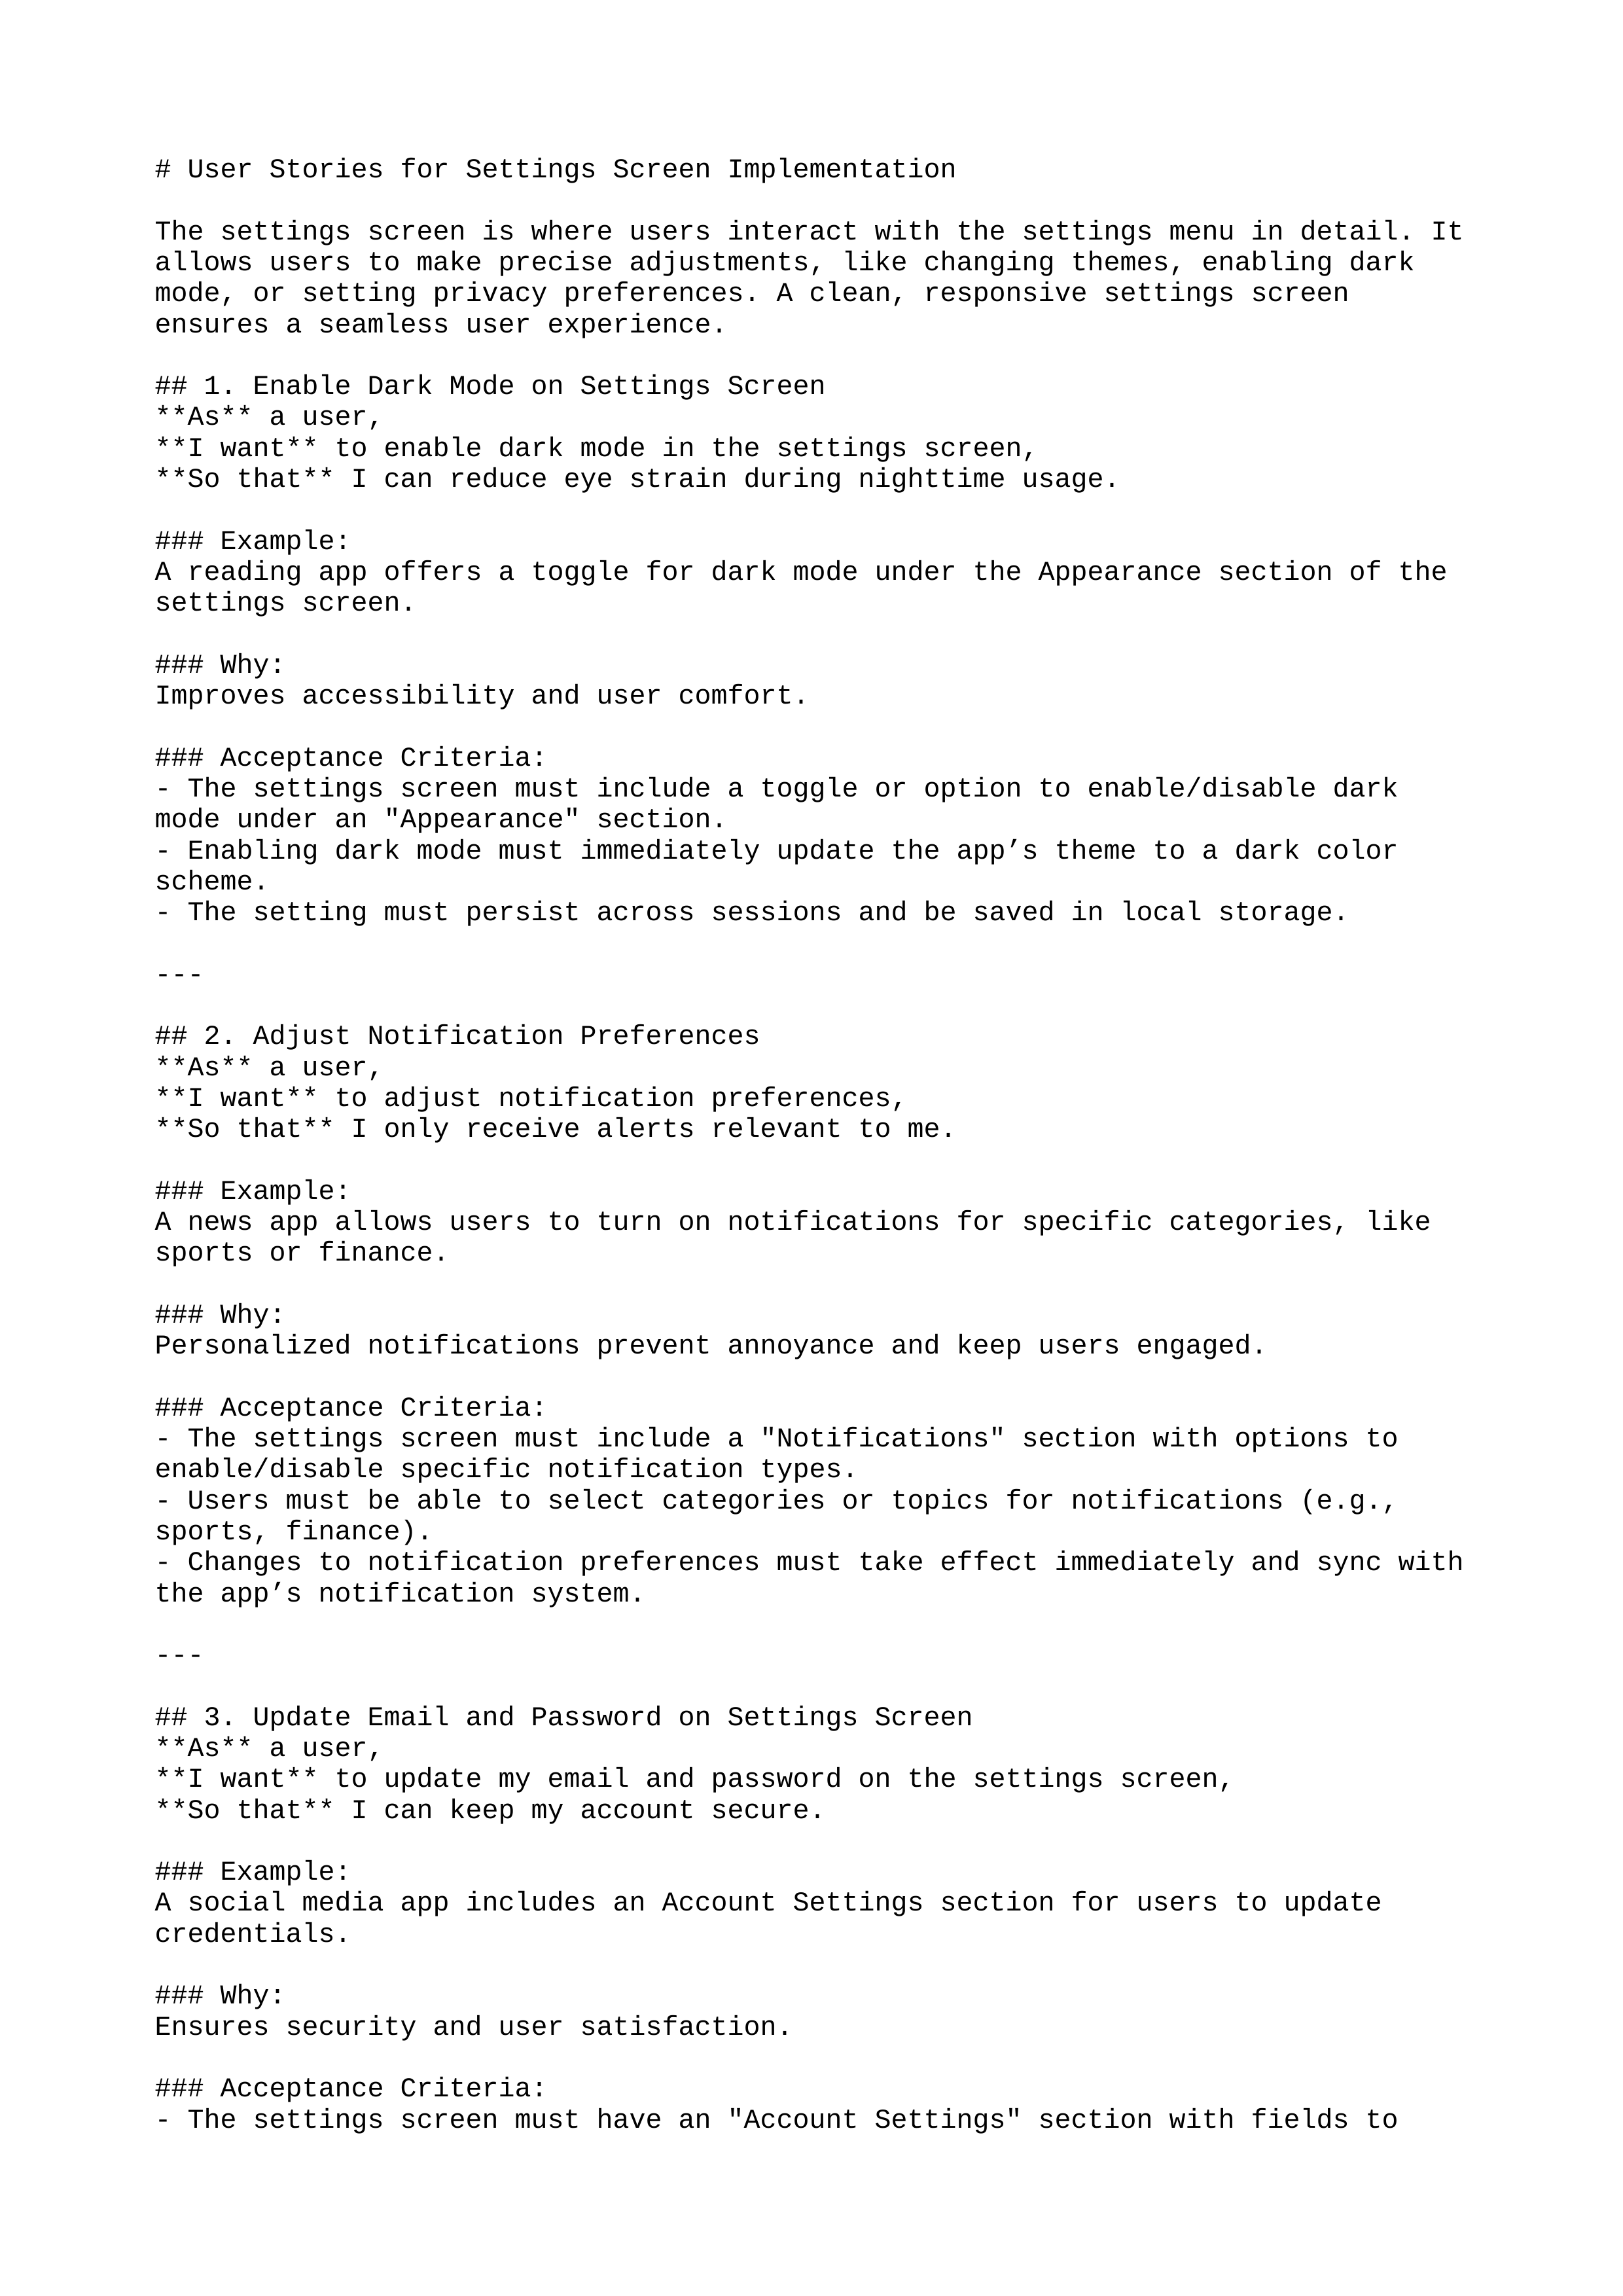 # User Stories for Settings Screen Implementation

The settings screen is where users interact with the settings menu in detail. It
allows users to make precise adjustments, like changing themes, enabling dark
mode, or setting privacy preferences. A clean, responsive settings screen
ensures a seamless user experience.

## 1. Enable Dark Mode on Settings Screen
**As** a user,
**I want** to enable dark mode in the settings screen,
**So that** I can reduce eye strain during nighttime usage.

### Example:
A reading app offers a toggle for dark mode under the Appearance section of the
settings screen.

### Why:
Improves accessibility and user comfort.

### Acceptance Criteria:
- The settings screen must include a toggle or option to enable/disable dark
mode under an "Appearance" section.
- Enabling dark mode must immediately update the app’s theme to a dark color
scheme.
- The setting must persist across sessions and be saved in local storage.

---

## 2. Adjust Notification Preferences
**As** a user,
**I want** to adjust notification preferences,
**So that** I only receive alerts relevant to me.

### Example:
A news app allows users to turn on notifications for specific categories, like
sports or finance.

### Why:
Personalized notifications prevent annoyance and keep users engaged.

### Acceptance Criteria:
- The settings screen must include a "Notifications" section with options to
enable/disable specific notification types.
- Users must be able to select categories or topics for notifications (e.g.,
sports, finance).
- Changes to notification preferences must take effect immediately and sync with
the app’s notification system.

---

## 3. Update Email and Password on Settings Screen
**As** a user,
**I want** to update my email and password on the settings screen,
**So that** I can keep my account secure.

### Example:
A social media app includes an Account Settings section for users to update
credentials.

### Why:
Ensures security and user satisfaction.

### Acceptance Criteria:
- The settings screen must have an "Account Settings" section with fields to